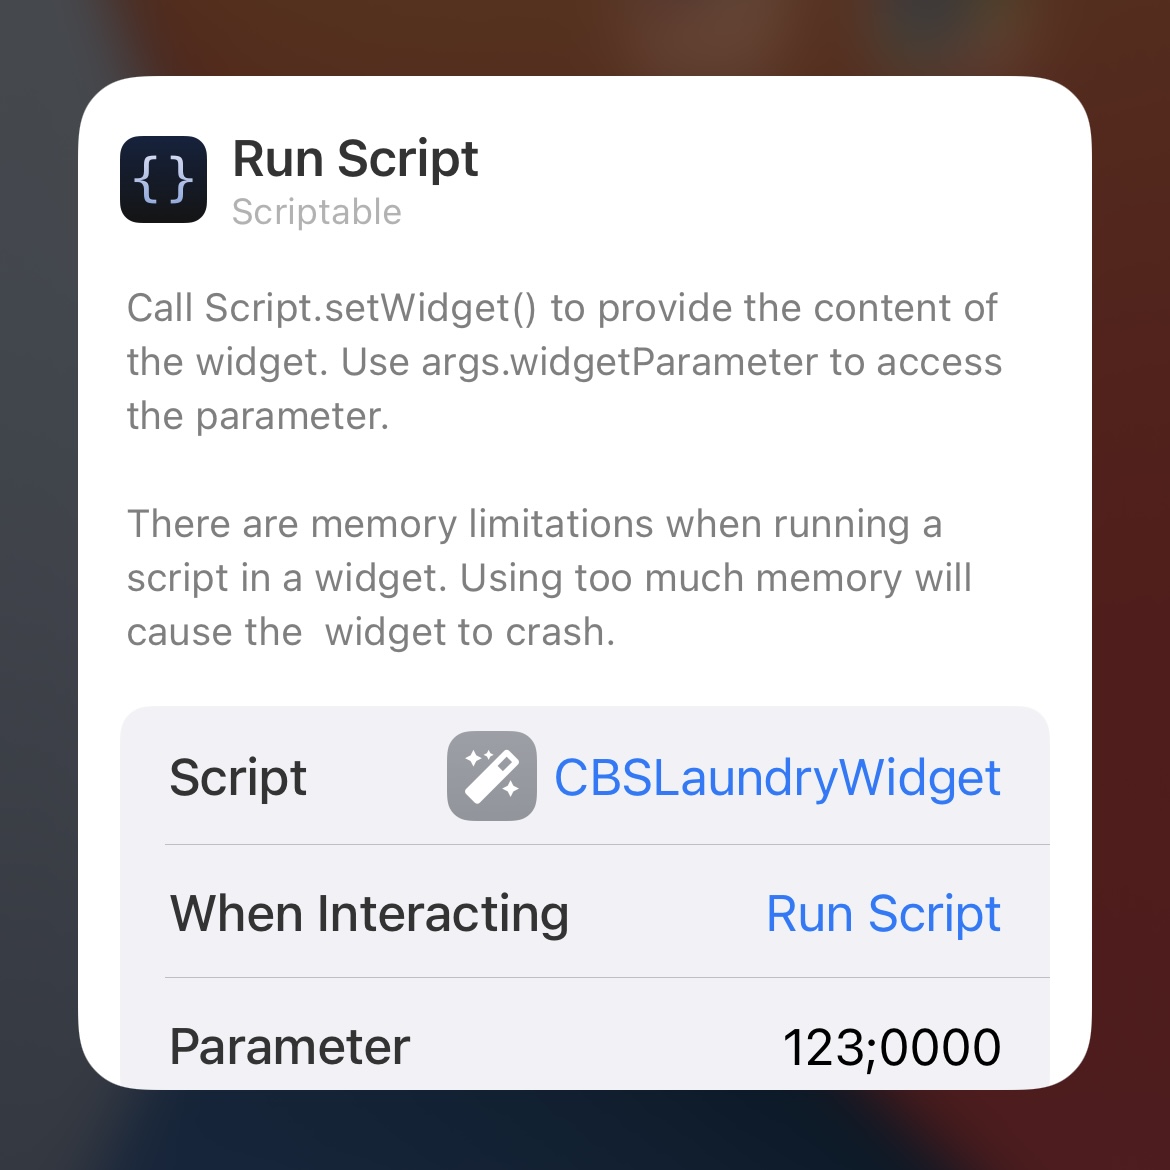 {}
Run Script
Scriptable
Call Script.setWidget() to provide the content of
the widget. Use args.widgetParameter to access
the parameter.
There are memory limitations when running a
script in a widget. Using too much memory will
cause the  widget to crash.
Script CBSLaundryWidget
When Interacting Run Script
Parameter 123;0000